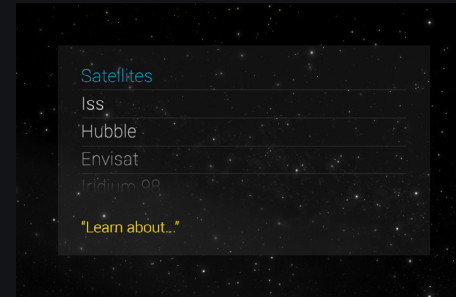 Satellites
Iss
Hubble
Envisat
Iridium 98
"Learn about..."